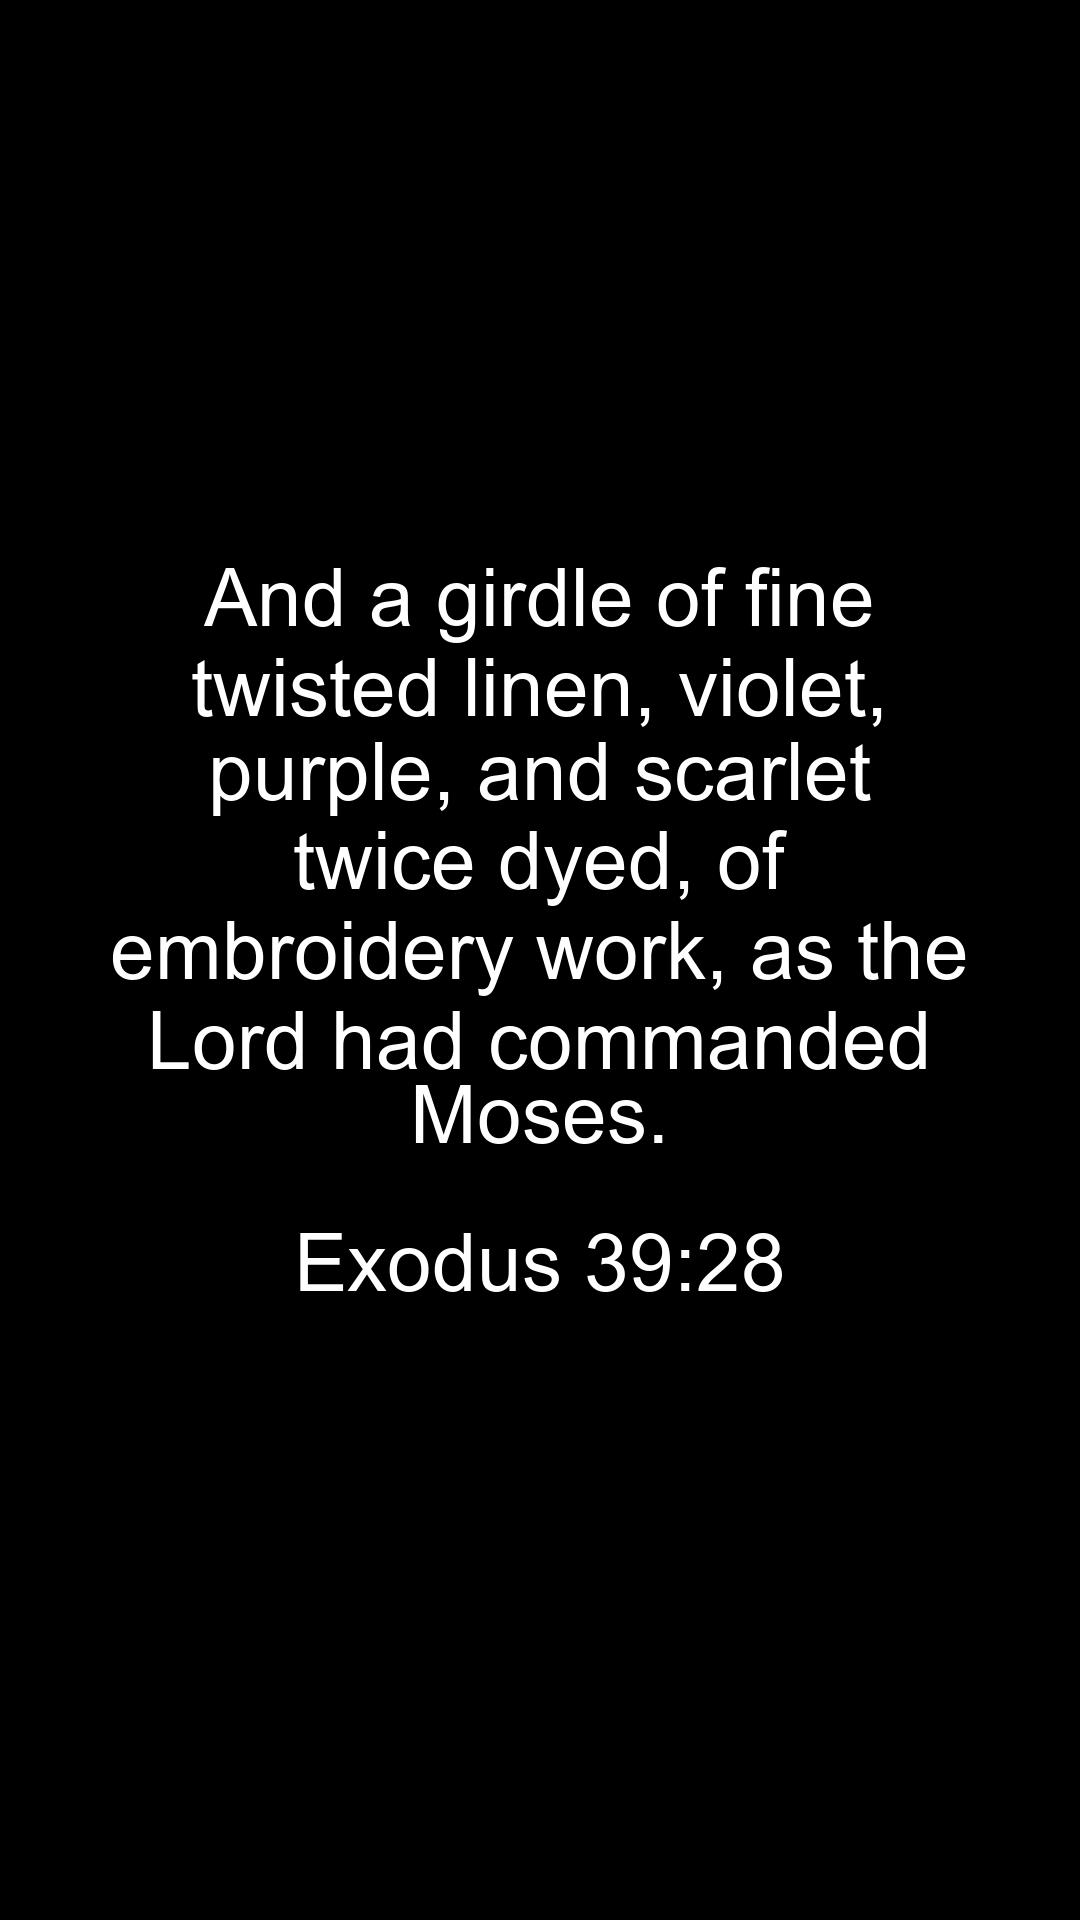 And a girdle of fine
twisted linen, violet,
purple, and scarlet
twice dyed, of
embroidery work, as the
Lord had commanded
Moses.
Exodus 39:28